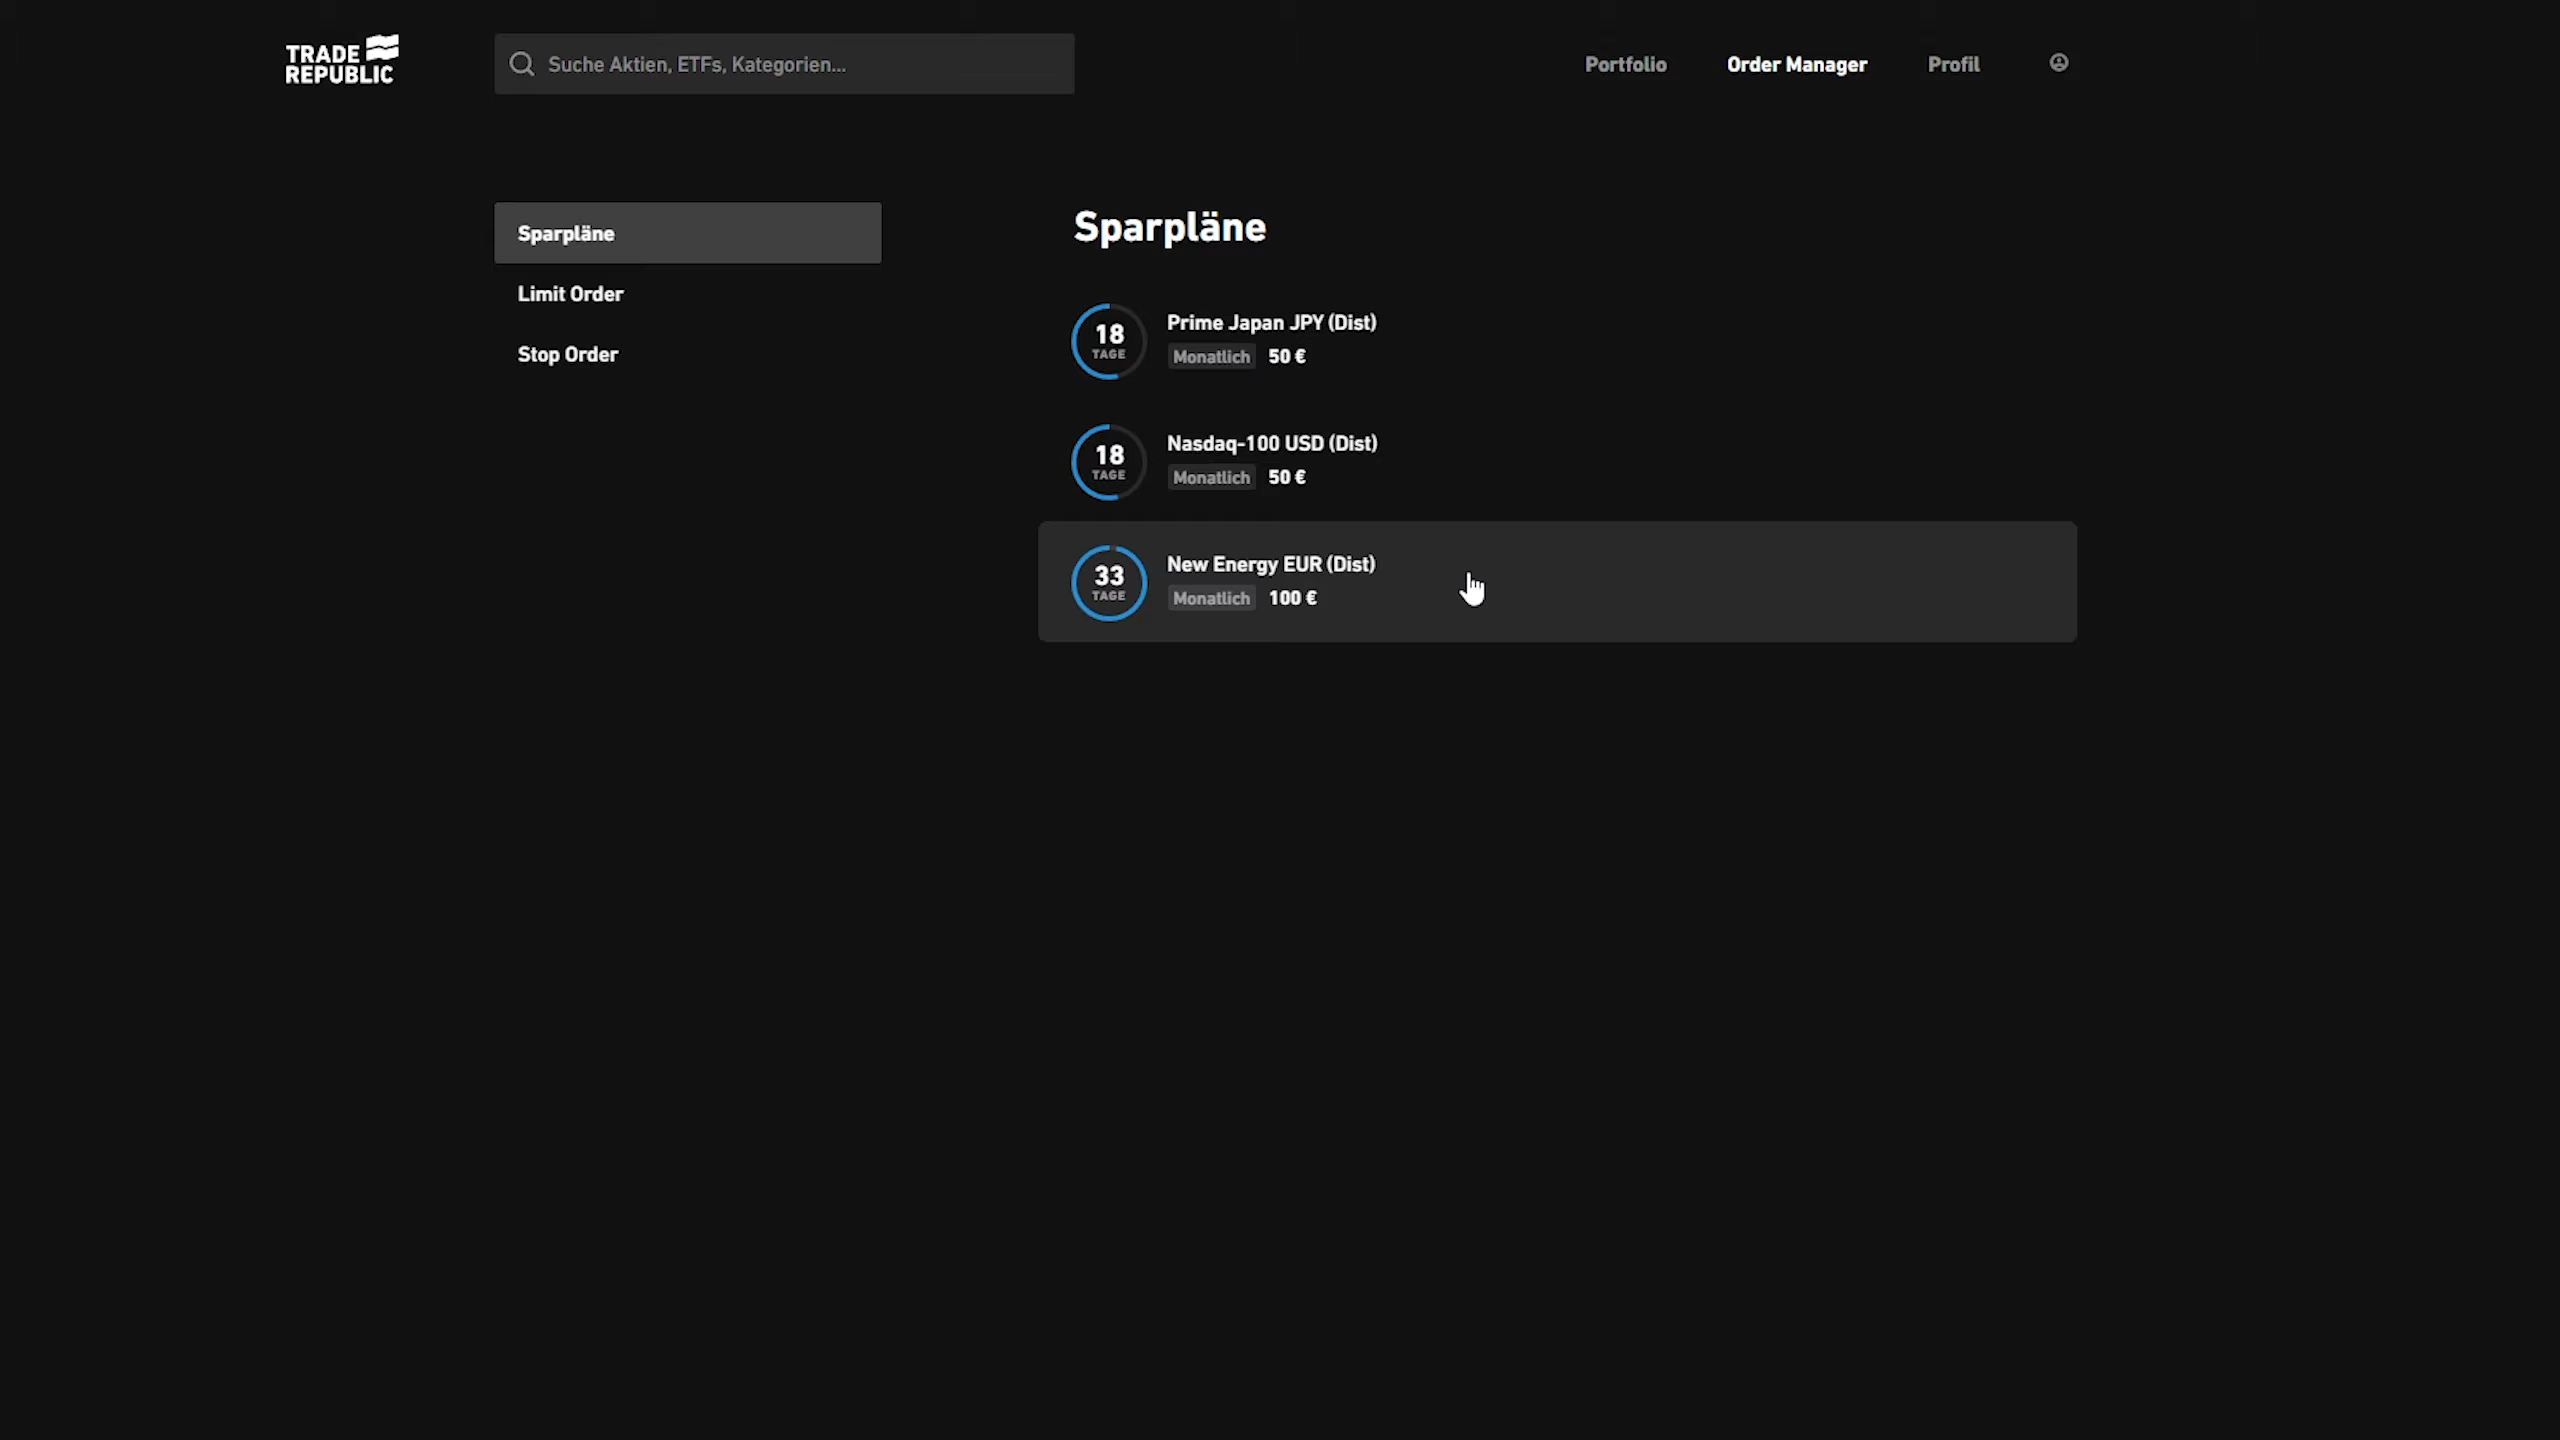 TRADE
REPUBLIC
Suche Aktien, ETFs, Kategorien...
Portfolio
Order Manager
Profil
Sparpläne
Limit Order
Stop Order
Sparpläne
18
TAGE
Prime Japan JPY (Dist)
Monatlich 50 €
18
TAGE
Nasdaq-100 USD (Dist)
Monatlich 50 €
33
TAGE
New Energy EUR (Dist)
Monatlich 100 €